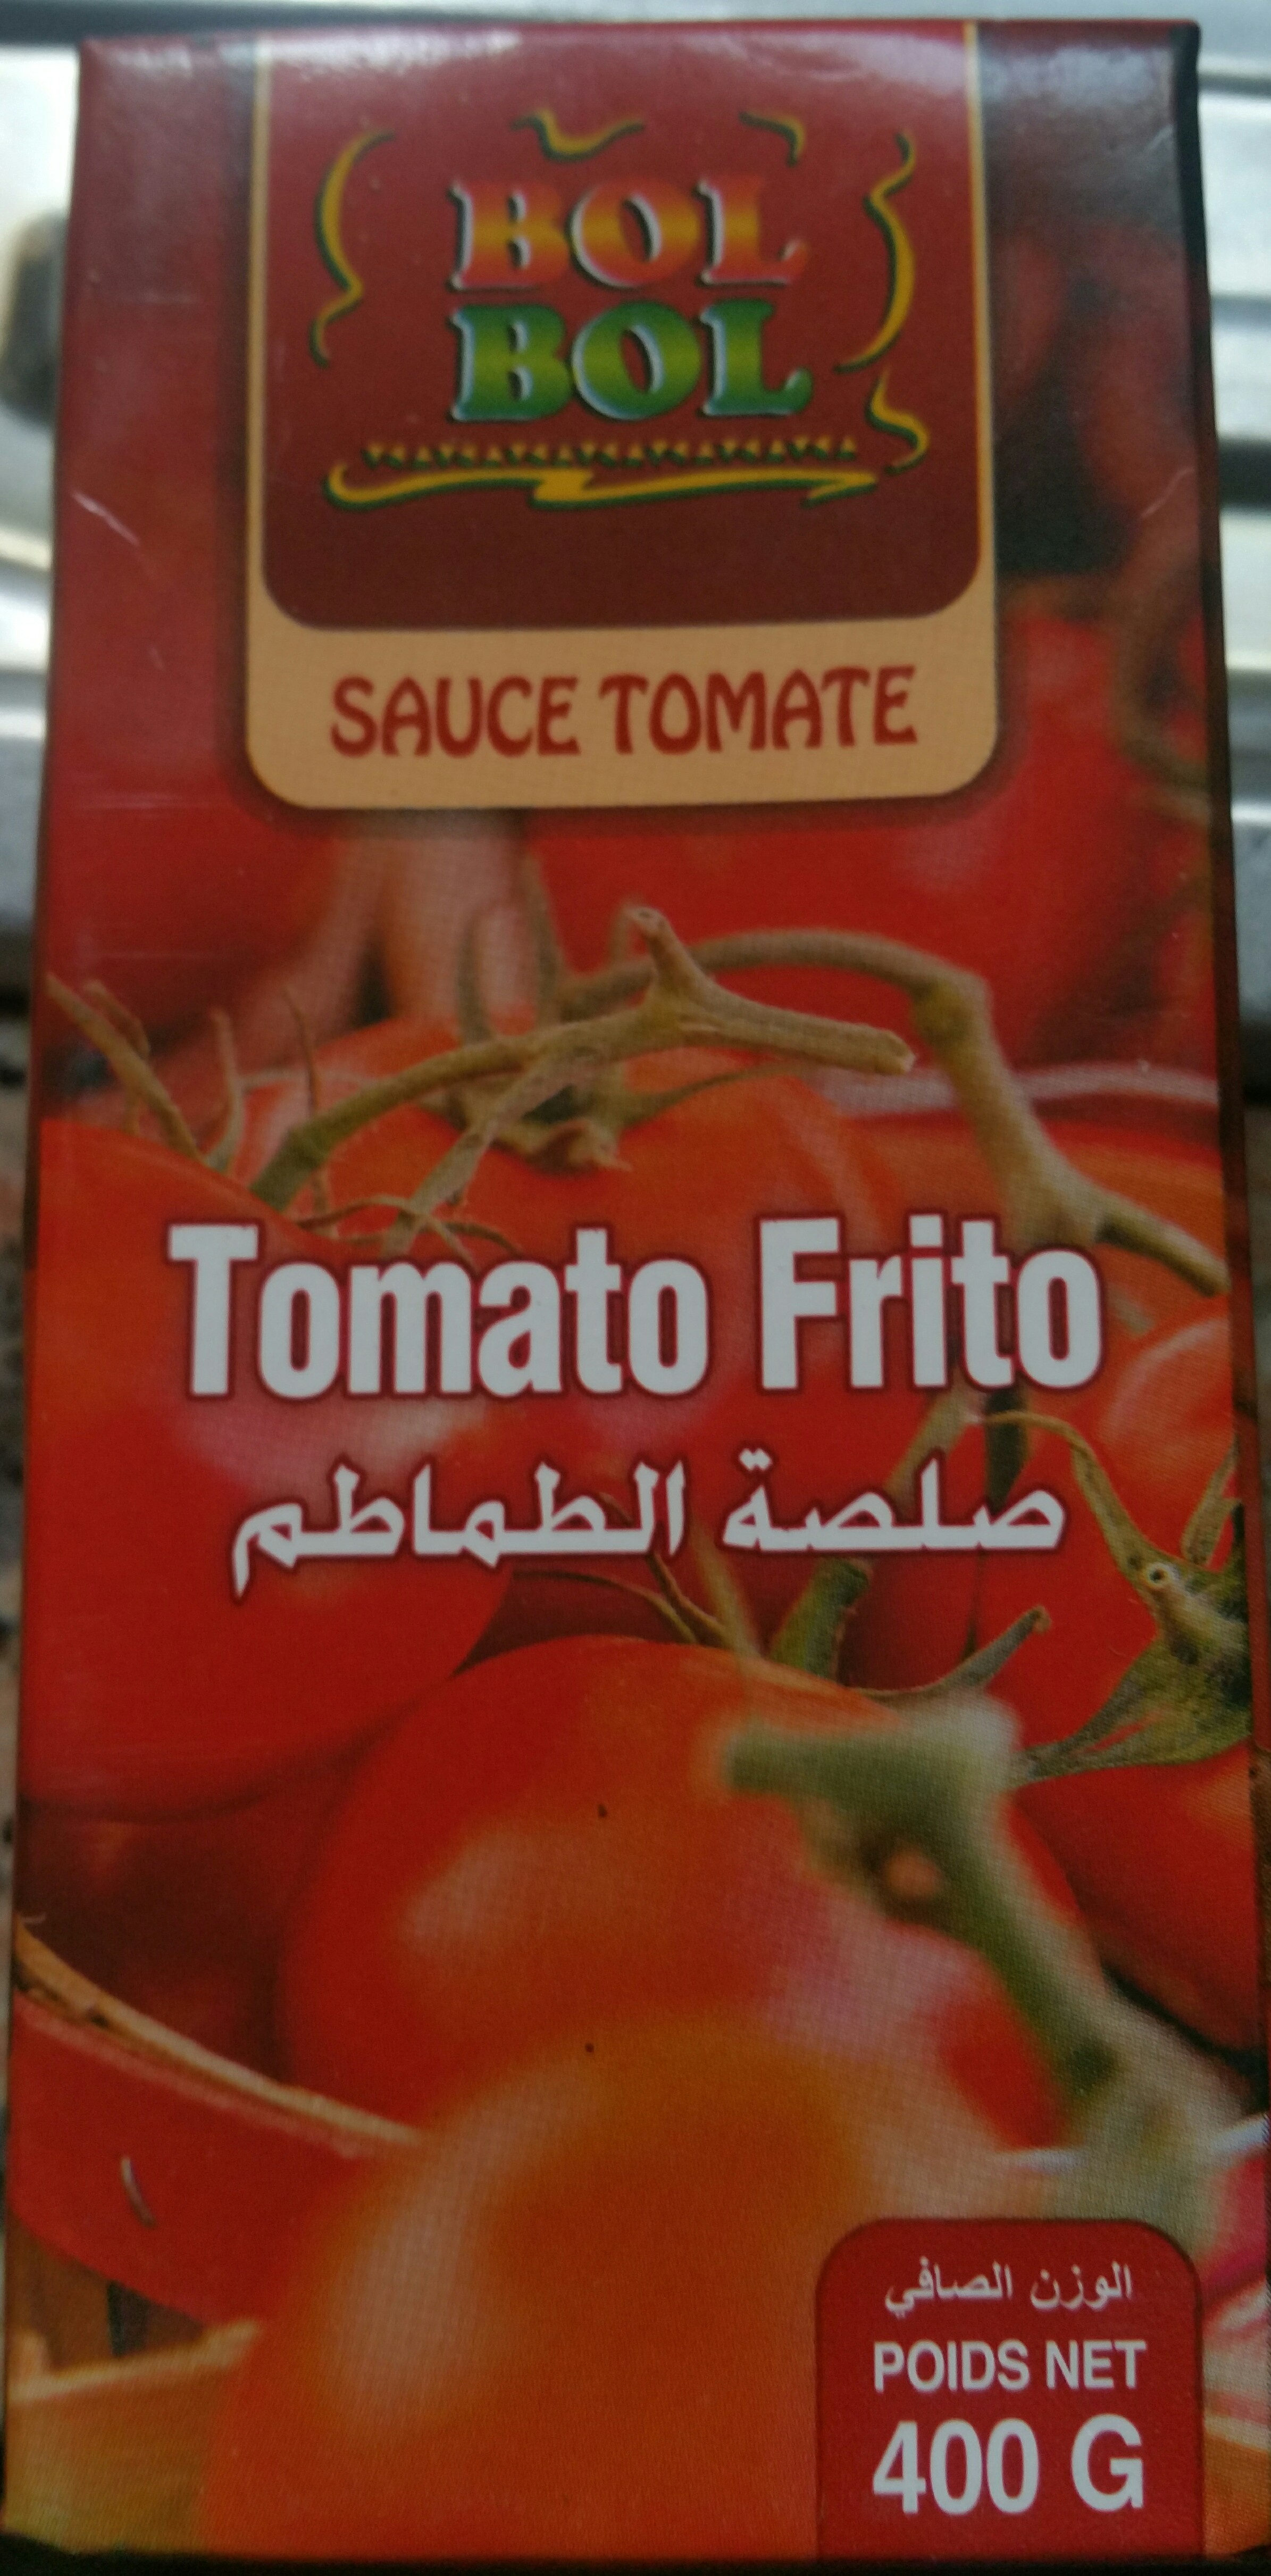 BOL
BOL
SAUCE TOMATE
Tomato Frito
صلصة الطماطم
الوزن الصافي
POIDS NET
400 G